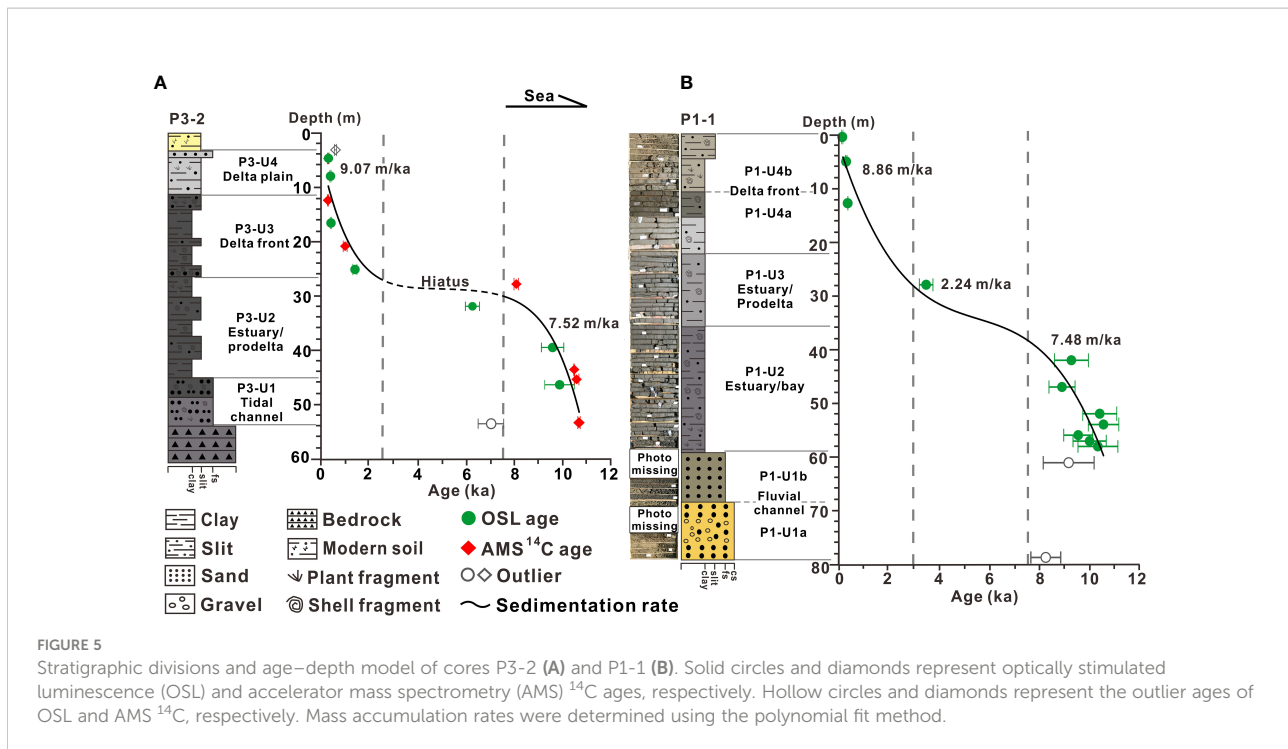 A
P3-2
Depth (m)
Sea
0
10
20
30
40
50
60
P3-U4
Delta plain
P3-U3
Delta front
P3-U2
Estuary/
prodelta
P3-U1
Tidal
channel
9.07 m/ka
Hiatus
7.52 m/ka
0 2 4 6 8 10 12
Age (ka)
clay
slit
fs
B
P1-1
Depth (m)
0
10
20
30
40
50
60
70
80
P1-U4b
Delta front
P1-U4a
P1-U3
Estuary/
Prodelta
P1-U2
Estuary/bay
P1-U1b
Fluvial
channel
P1-U1a
Photo
missing
Photo
missing
8.86 m/ka
2.24 m/ka
7.48 m/ka
0 2 4 6 8 10 12
Age (ka)
clay
slit
fs
cs
Clay
Slit
Sand
Gravel
Bedrock
Modern soil
Plant fragment
Shell fragment
OSL age
AMS ¹⁴C age
Outlier
Sedimentation rate
FIGURE 5
Stratigraphic divisions and age–depth model of cores P3-2 (A) and P1-1 (B). Solid circles and diamonds represent optically stimulated
luminescence (OSL) and accelerator mass spectrometry (AMS) ¹⁴C ages, respectively. Hollow circles and diamonds represent the outlier ages of
OSL and AMS ¹⁴C, respectively. Mass accumulation rates were determined using the polynomial fit method.